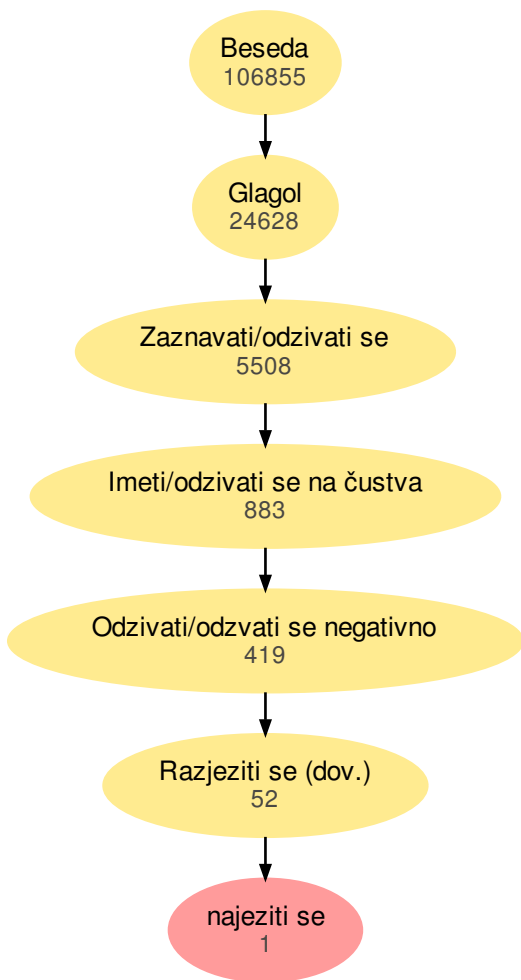 Beseda
106855
Glagol
24628
Zaznavati/odzivati se
5508
Imeti/odzivati se na čustva
883
Odzivati/odzvati se negativno
419
Razjeziti se (dov.)
52
najeziti se
1